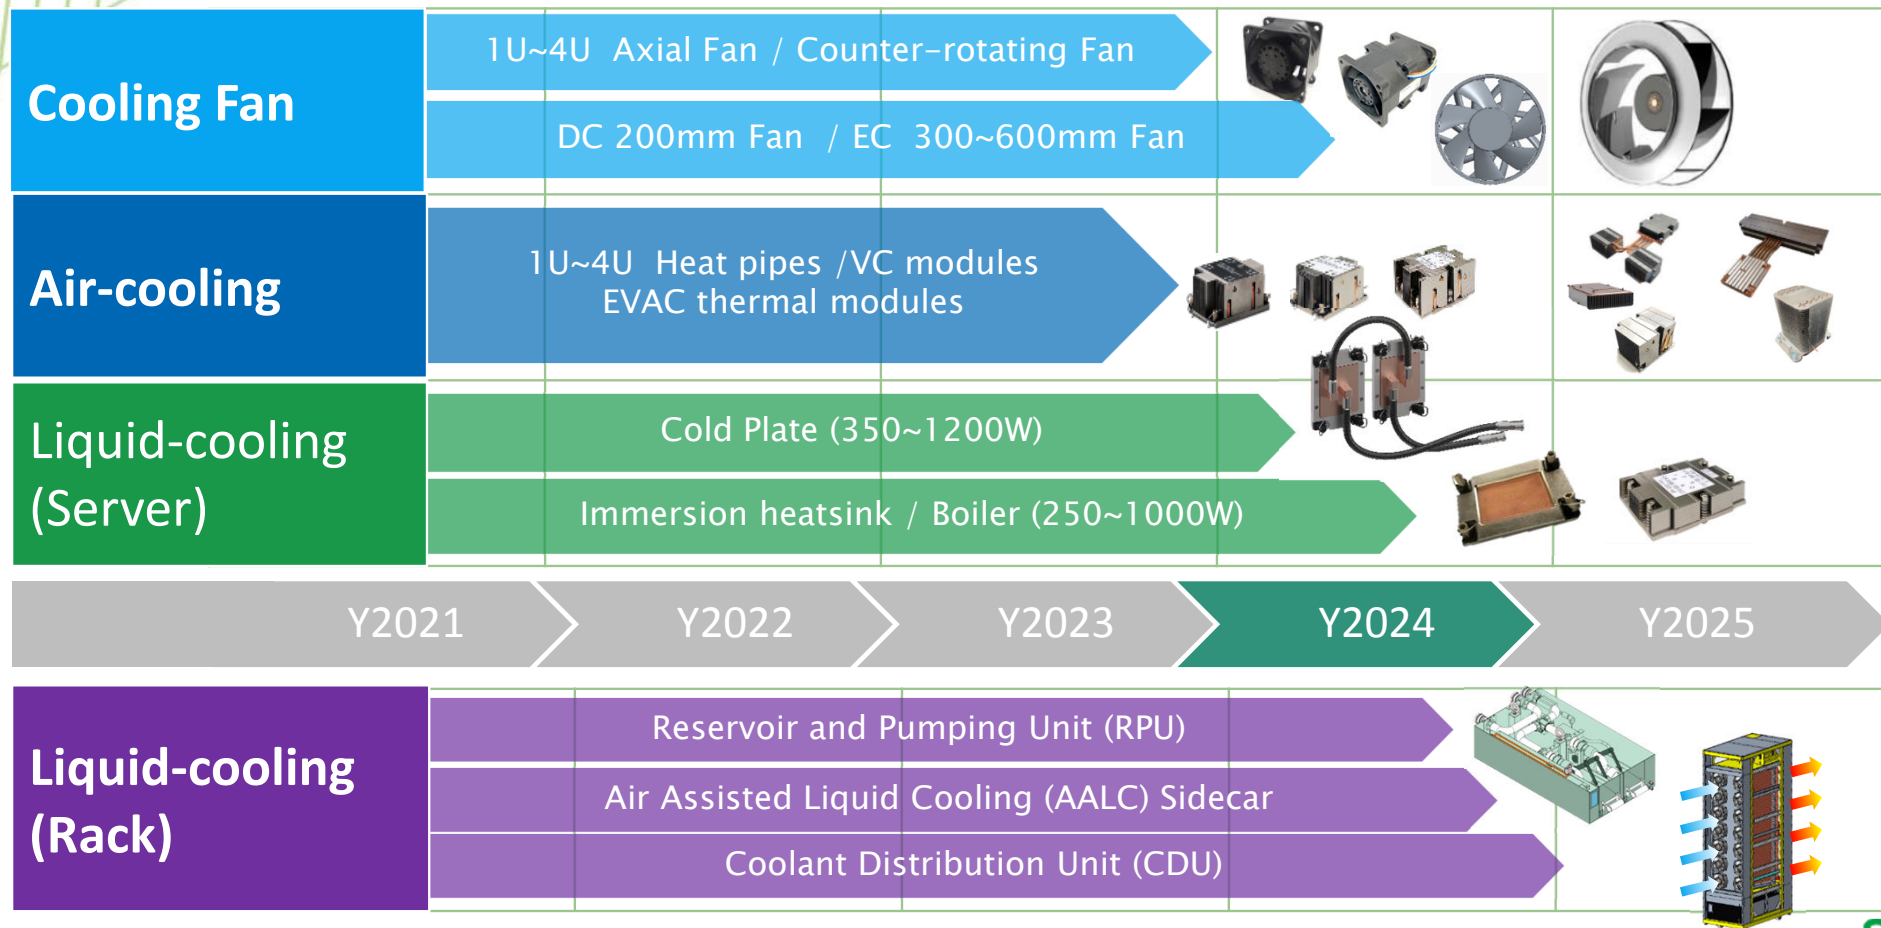 Cooling Fan
1U~4U Axial Fan / Counter-rotating Fan
DC 200mm Fan / EC 300~600mm Fan
Air-cooling
1U~4U Heat pipes /VC modules
EVAC thermal modules
Liquid-cooling
(Server)
Cold Plate (350~1200W)
Immersion heatsink / Boiler (250~1000W)
Y2021
Y2022
Y2023
Y2024
Y2025
Liquid-cooling
(Rack)
Reservoir and Pumping Unit (RPU)
Air Assisted Liquid Cooling (AALC) Sidecar
Coolant Distribution Unit (CDU)